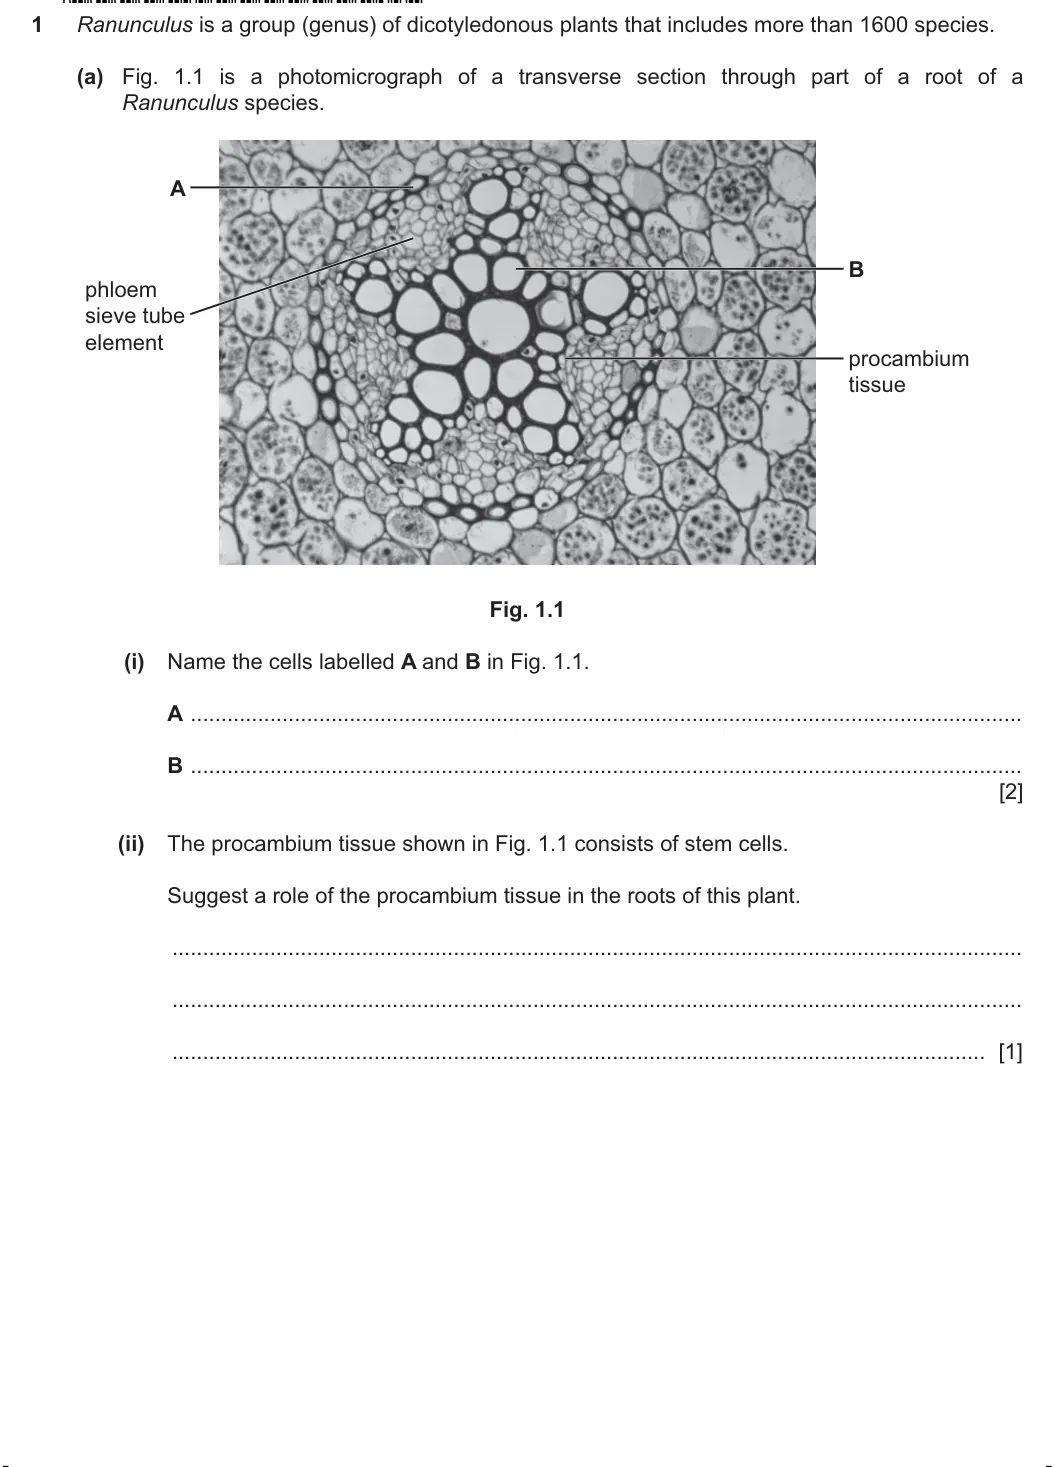 1 Ranunculus is a group (genus) of dicotyledonous plants that includes more than 1600 species.
(a) Fig. 1.1 is a photomicrograph of a transverse section through part of a root of a
Ranunculus species.
A
B
phloem
sieve tube
element
procambium
tissue
Fig. 1.1
(i) Name the cells labelled A and B in Fig. 1.1.
A ..........................................................................................................................................
B ..........................................................................................................................................
[2]
(ii) The procambium tissue shown in Fig. 1.1 consists of stem cells.
Suggest a role of the procambium tissue in the roots of this plant.
..........................................................................................................................................
..........................................................................................................................................
.................................................................................................................................... [1]